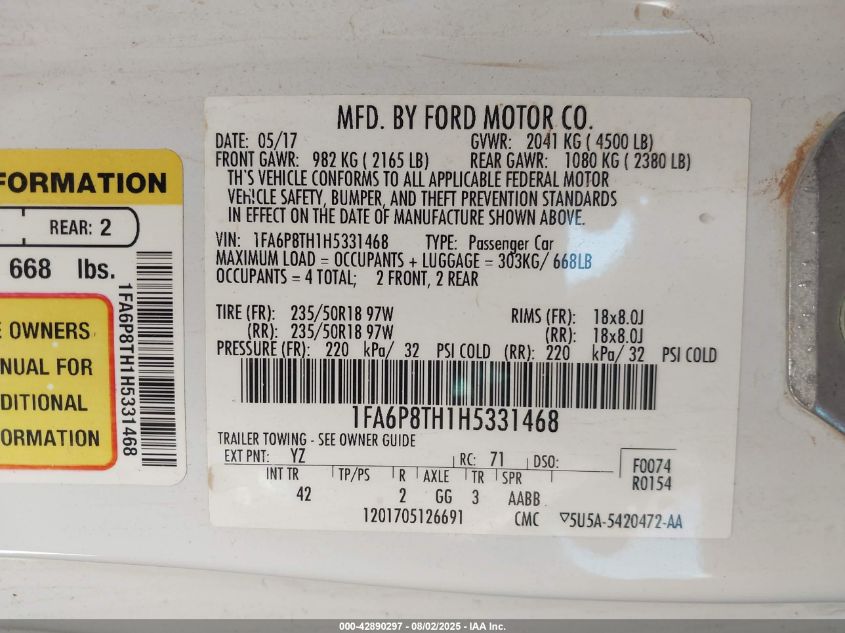 FORMATION
REAR: 2
668 lbs.
E OWNERS
NUAL FOR
DITIONAL
FORMATION
1FA6P8TH1H5331468
MFD. BY FORD MOTOR CO.
DATE: 05/17 GVWR: 2041 KG ( 4500 LB)
FRONT GAWR: 982 KG ( 2165 LB) REAR GAWR: 1080 KG ( 2380 LB)
TH'S VEHICLE CONFORMS TO ALL APPLICABLE FEDERAL MOTOR
VEHICLE SAFETY, BUMPER, AND THEFT PREVENTION STANDARDS
IN EFFECT ON THE DATE OF MANUFACTURE SHOWN ABOVE.
VIN: 1FA6P8TH1H5331468 TYPE: Passenger Car
MAXIMUM LOAD = OCCUPANTS + LUGGAGE = 303KG/ 668LB
OCCUPANTS = 4 TOTAL; 2 FRONT, 2 REAR
TIRE (FR): 235/50R18 97W RIMS (FR): 18x8.0J
(RR): 235/50R18 97W (RR): 18x8.0J
PRESSURE (FR): 220 kPa/ 32 PSI COLD (RR): 220 kPa/ 32 PSI COLD
1FA6P8TH1H5331468
TRAILER TOWING - SEE OWNER GUIDE
EXT PNT: YZ RC: 71 DSO: F0074
INT TR TP/PS R AXLE TR SPR R0154
42 2 GG 3 AABB
1201705126691 CMC ▽5U5A-5420472-AA
000-42890297 - 08/02/2025 - IAA Inc.